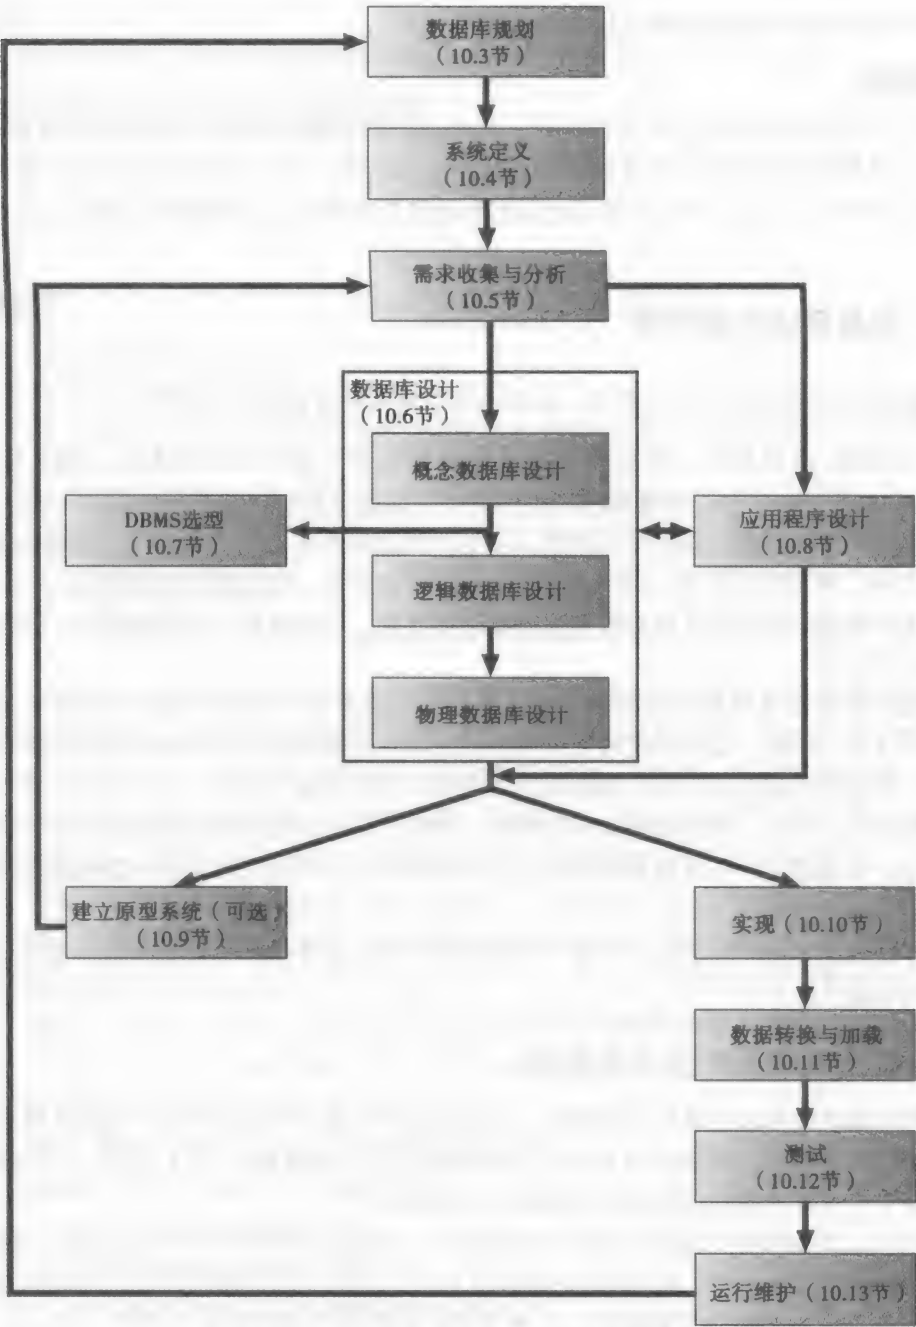 数据库规划
（10.3节）
系统定义
（10.4节）
需求收集与分析
（10.5节）
数据库设计
（10.6节）
概念数据库设计
DBMS选型
（10.7节）
应用程序设计
（10.8节）
逻辑数据库设计
物理数据库设计
建立原型系统（可选）
（10.9节）
实现（10.10节）
数据转换与加载
（10.11节）
测试
（10.12节）
运行维护（10.13节）